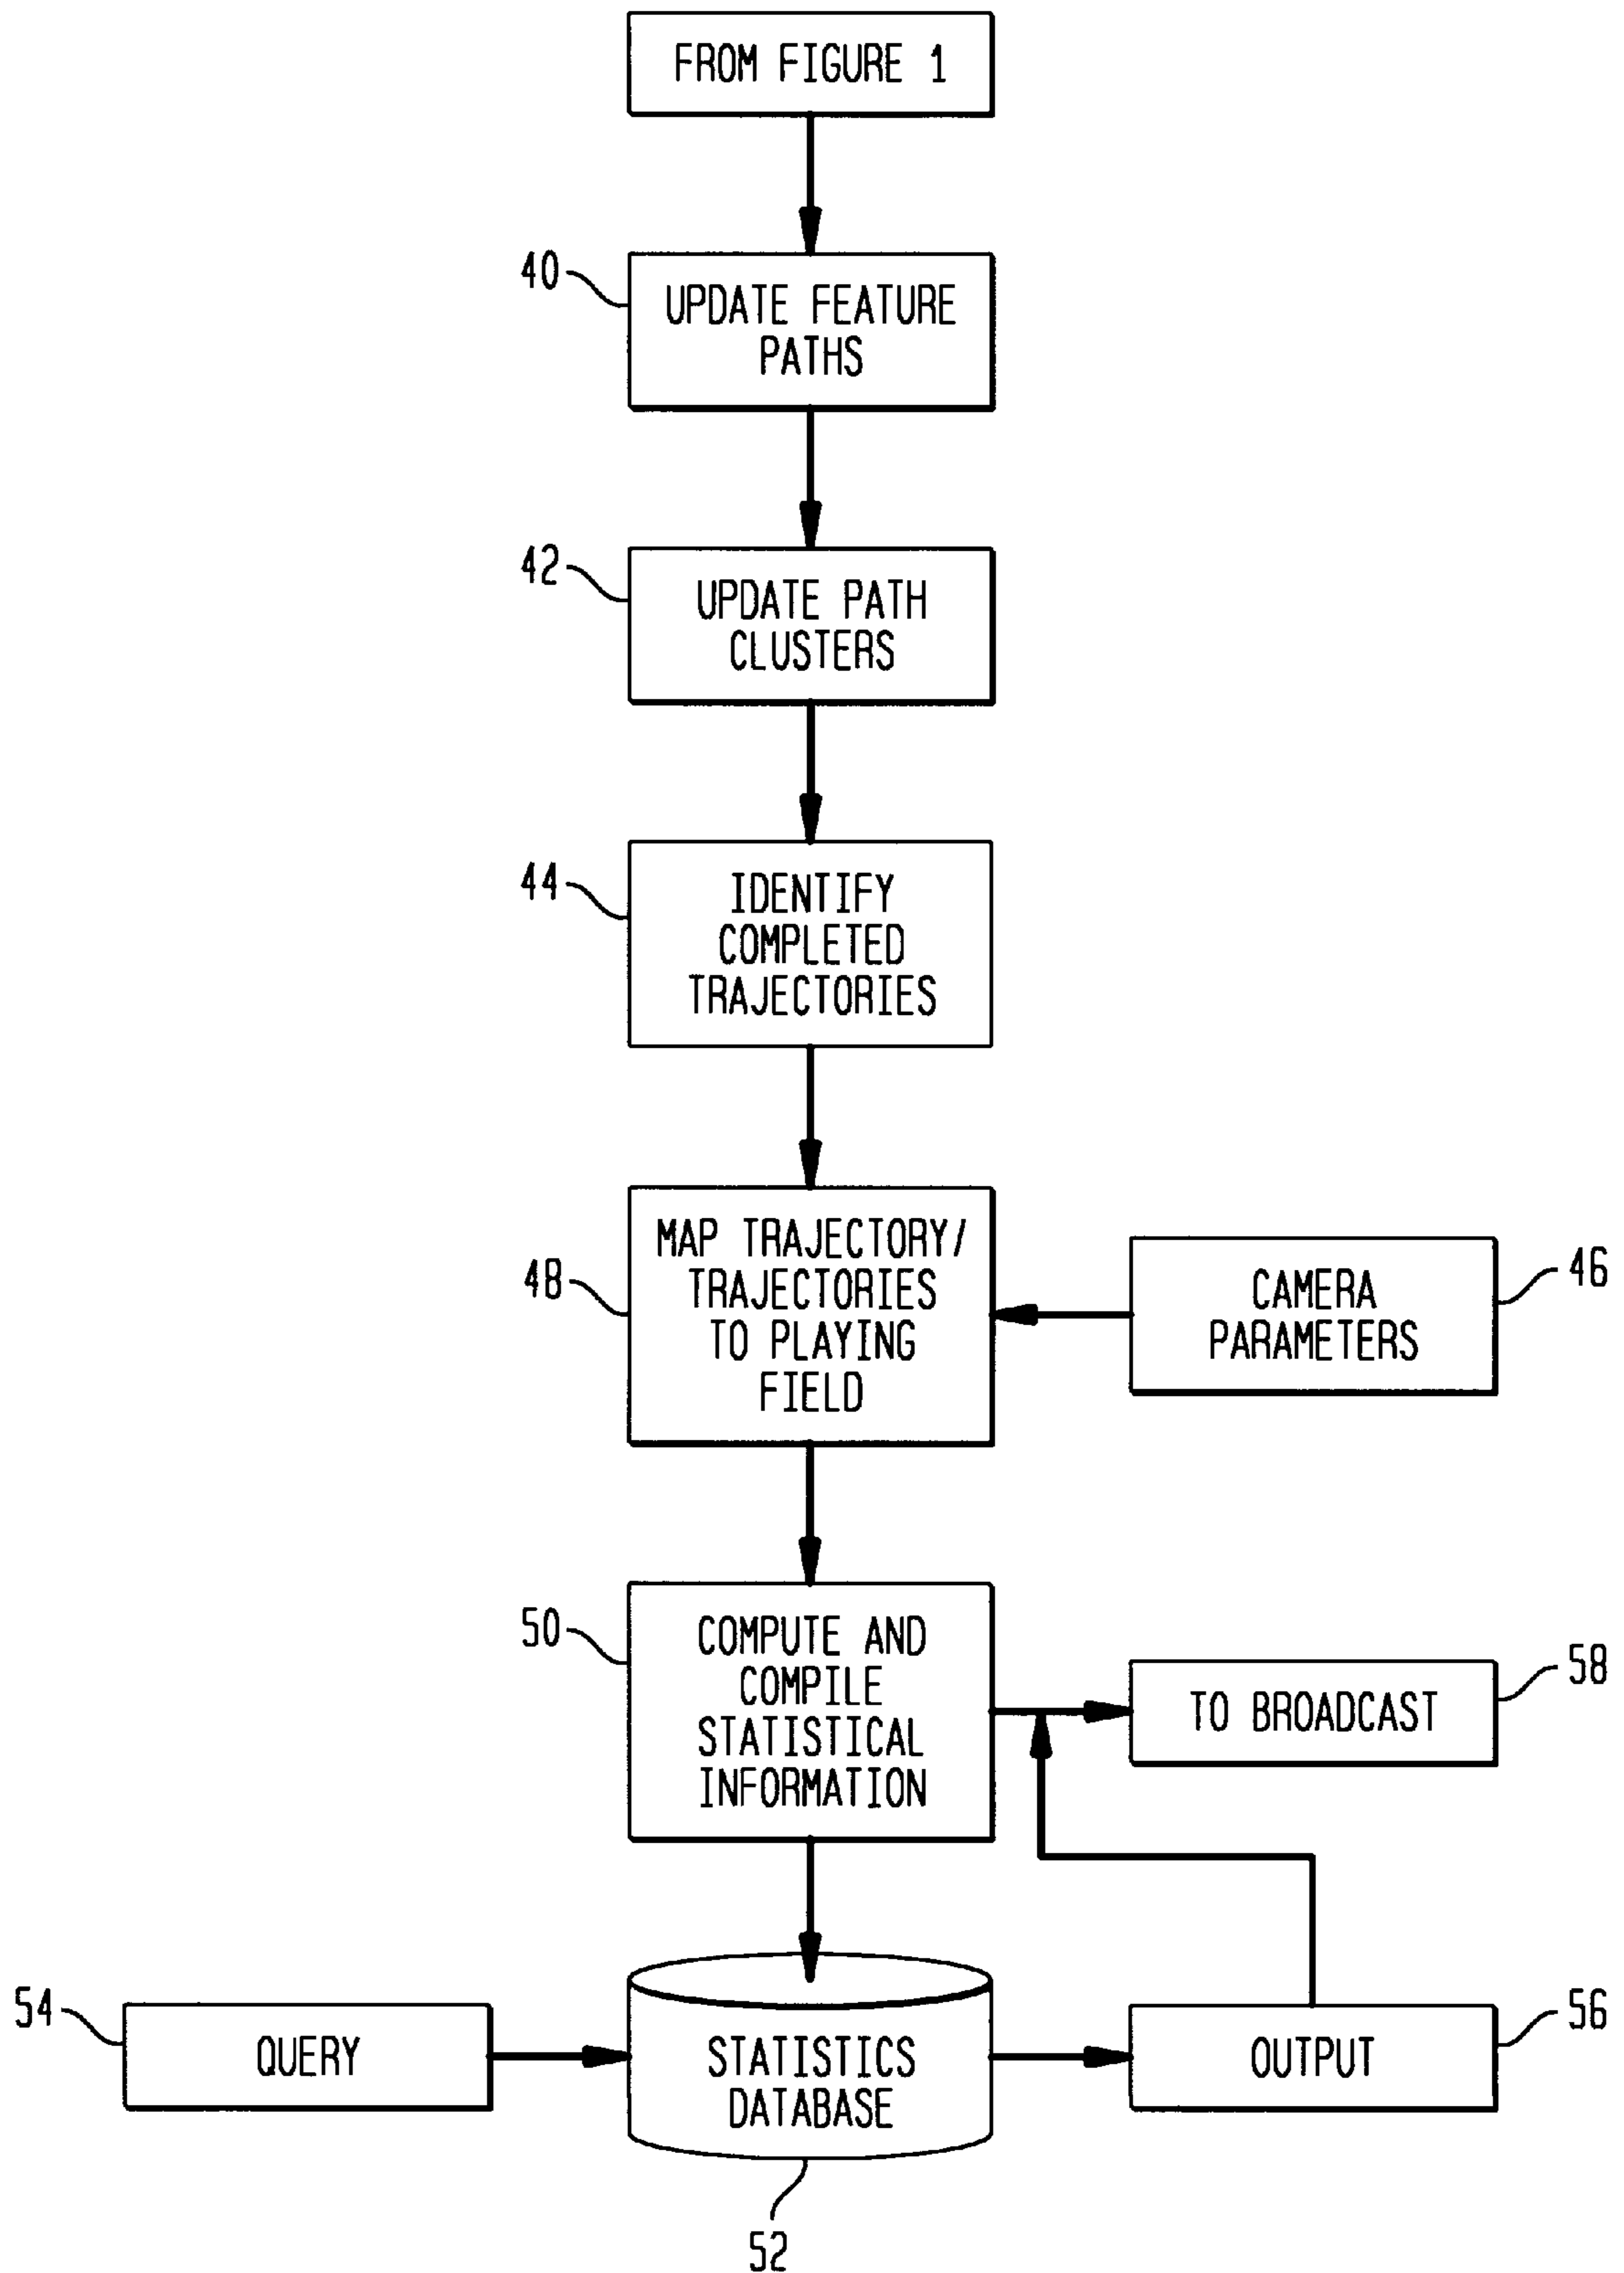 FROM FIGURE 1
40
UPDATE FEATURE
PATHS
42
UPDATE PATH
CLUSTERS
44
IDENTIFY
COMPLETED
TRAJECTORIES
48
MAP TRAJECTORY/
TRAJECTORIES
TO PLAYING
FIELD
46
CAMERA
PARAMETERS
50
COMPUTE AND
COMPILE
STATISTICAL
INFORMATION
58
TO BROADCAST
54
QUERY
STATISTICS
DATABASE
52
56
OUTPUT